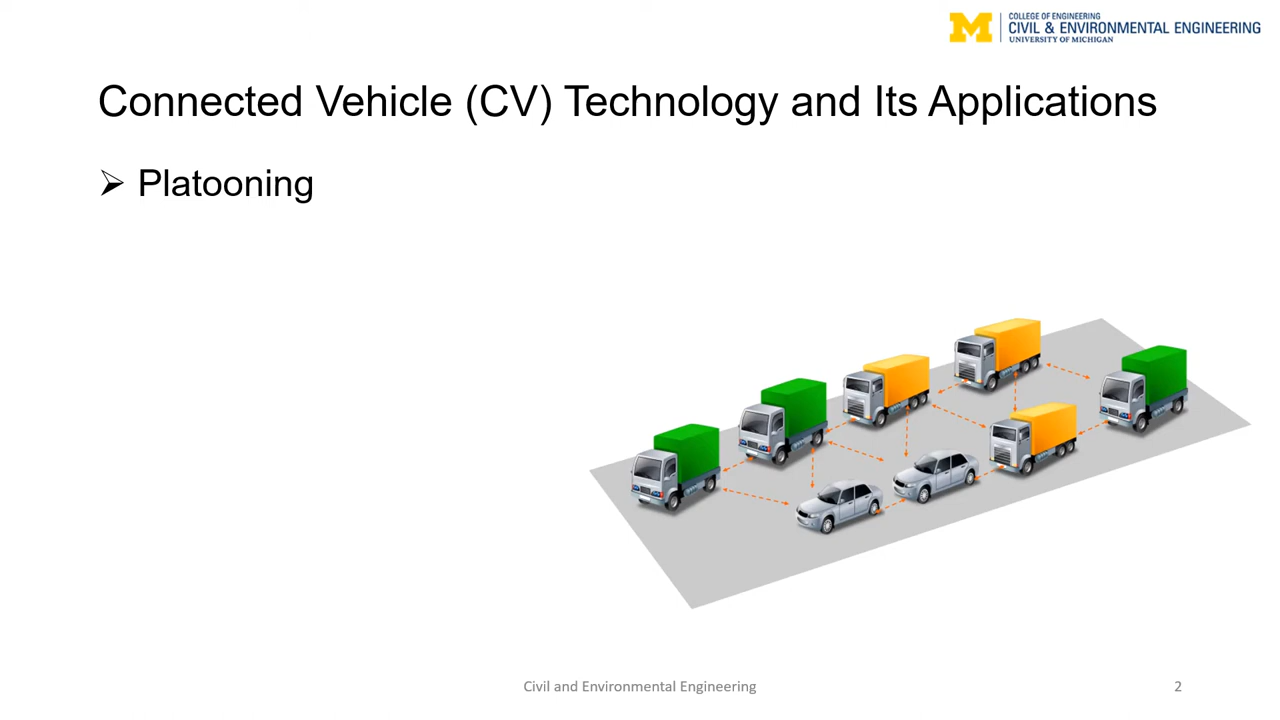 COLLEGE OF ENGINEERING
CIVIL & ENVIRONMENTAL ENGINEERING
UNIVERSITY OF MICHIGAN
Connected Vehicle (CV) Technology and Its Applications
➢ Platooning
Civil and Environmental Engineering
2